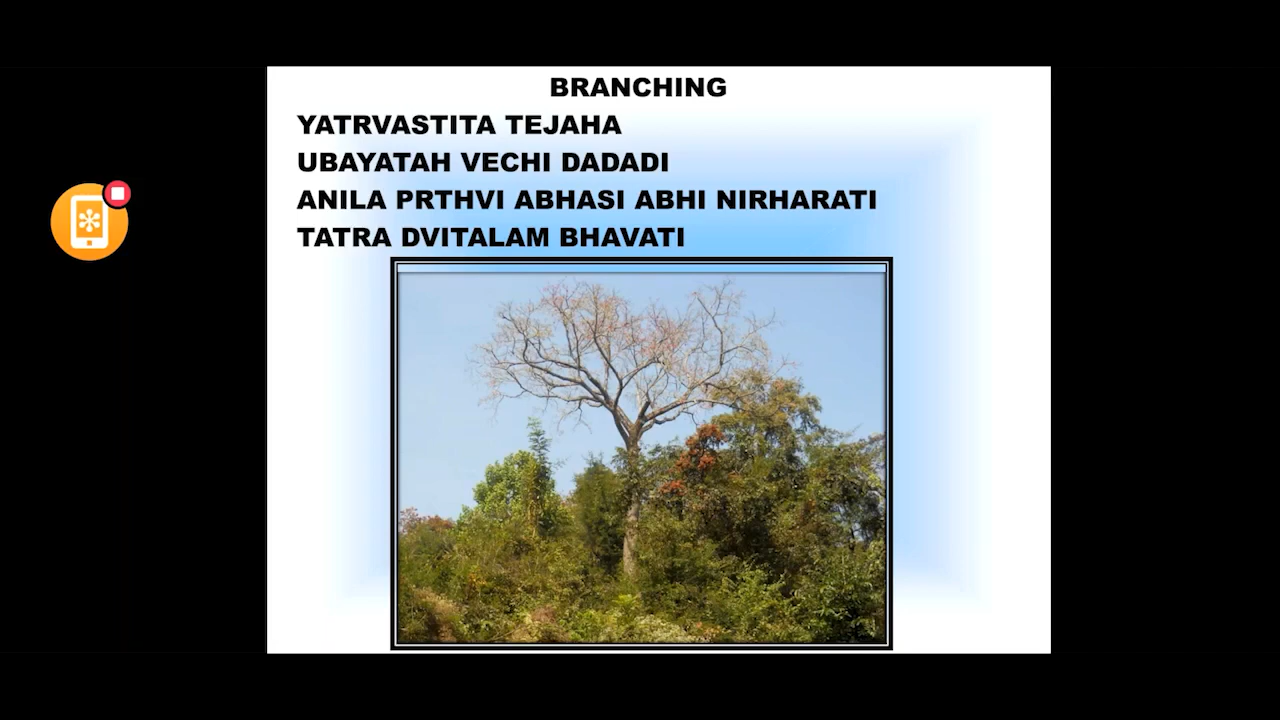 BRANCHING
YATRVASTITA TEJAHA
UBAYATAH VECHI DADADI
ANILA PRTHVI ABHASI ABHI NIRHARATI
TATRA DVITALAM BHAVATI